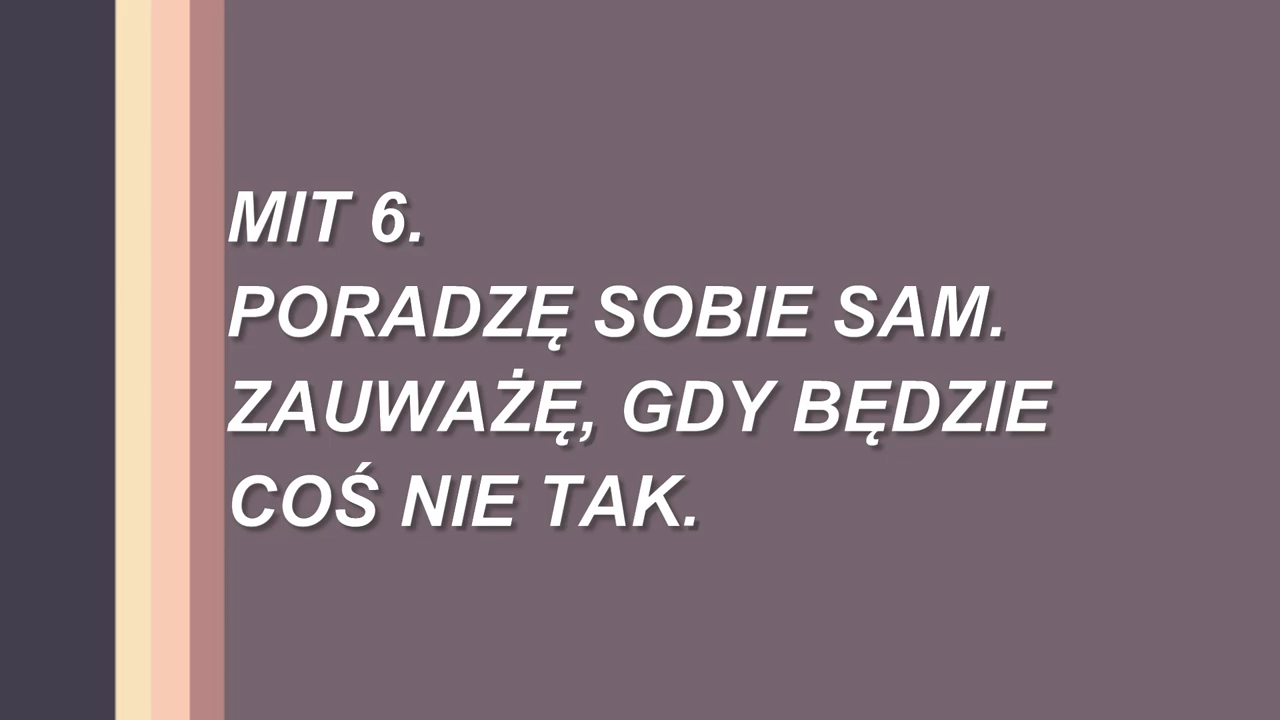 MIT 6.
PORADZĘ SOBIE SAM.
ZAUWAŻĘ, GDY BĘDZIE
COŚ NIE TAK.